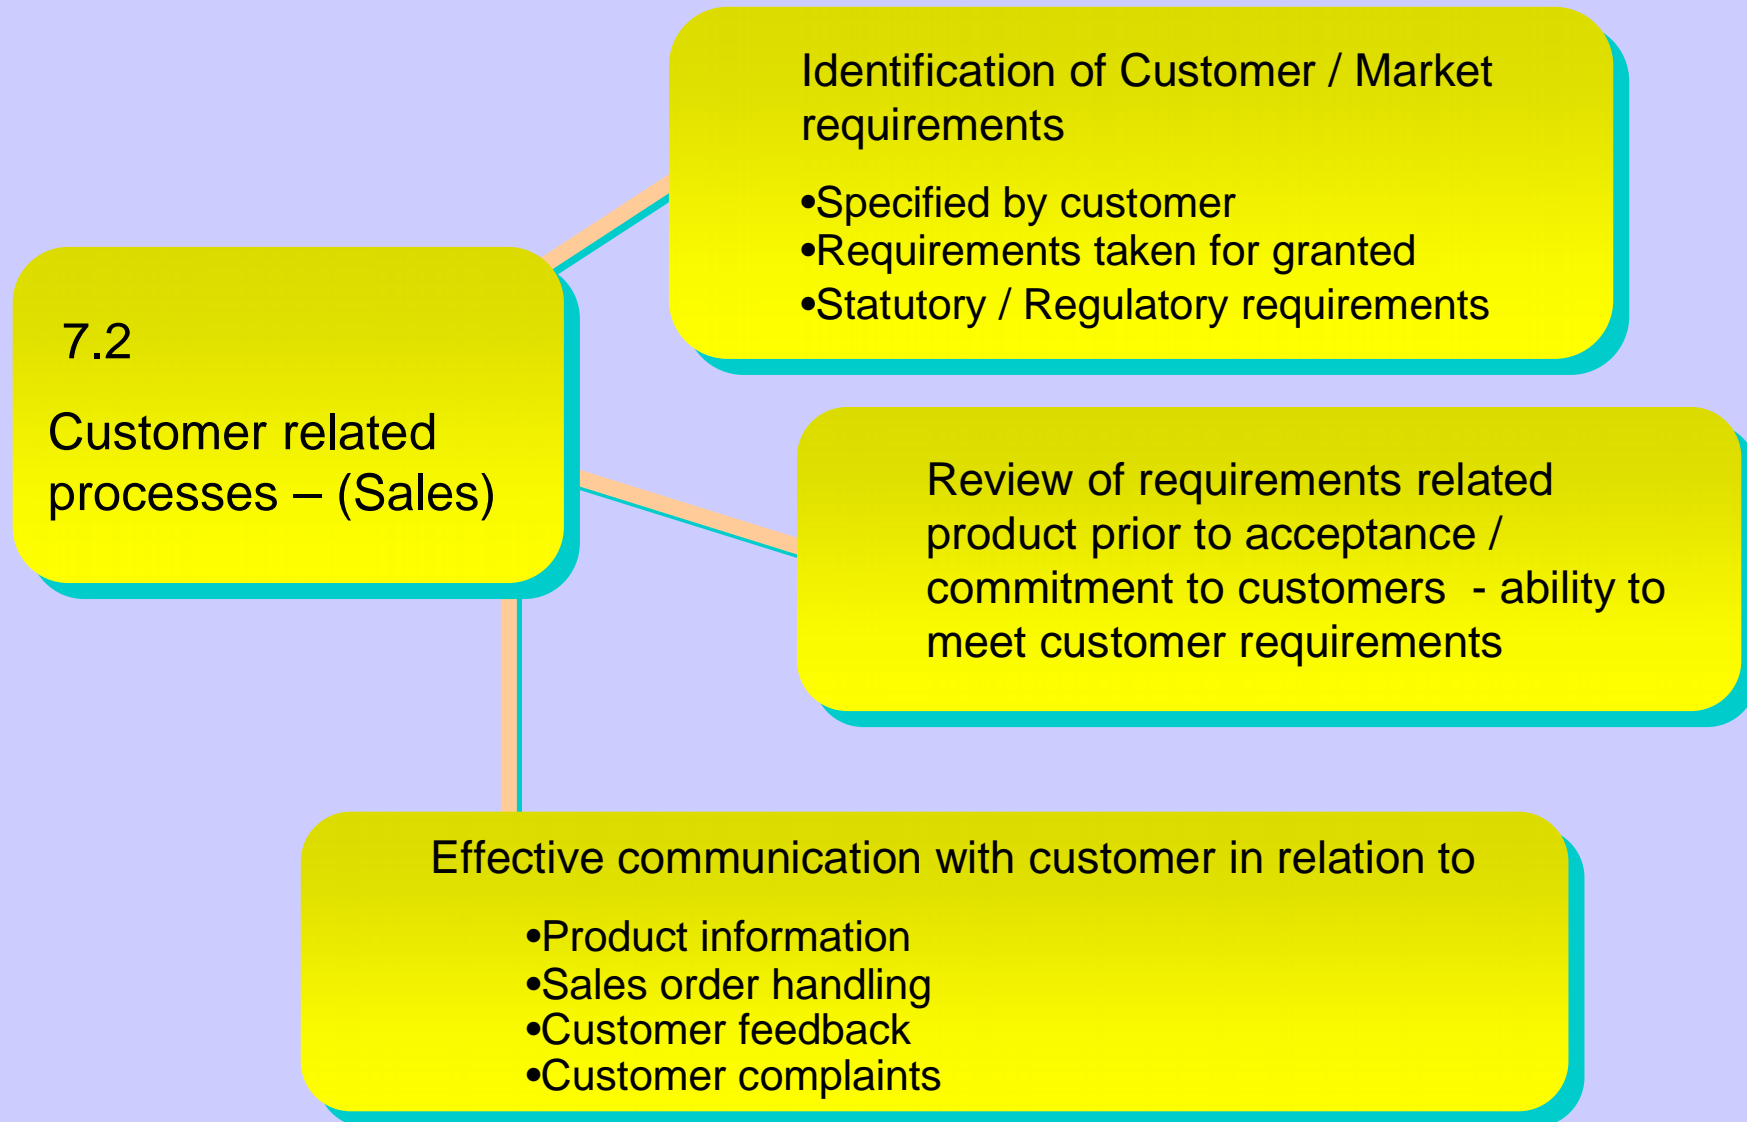 7.2
Customer related
processes – (Sales)
Identification of Customer / Market
requirements
•Specified by customer
•Requirements taken for granted
•Statutory / Regulatory requirements
Review of requirements related
product prior to acceptance /
commitment to customers  - ability to
meet customer requirements
Effective communication with customer in relation to
•Product information
•Sales order handling
•Customer feedback
•Customer complaints